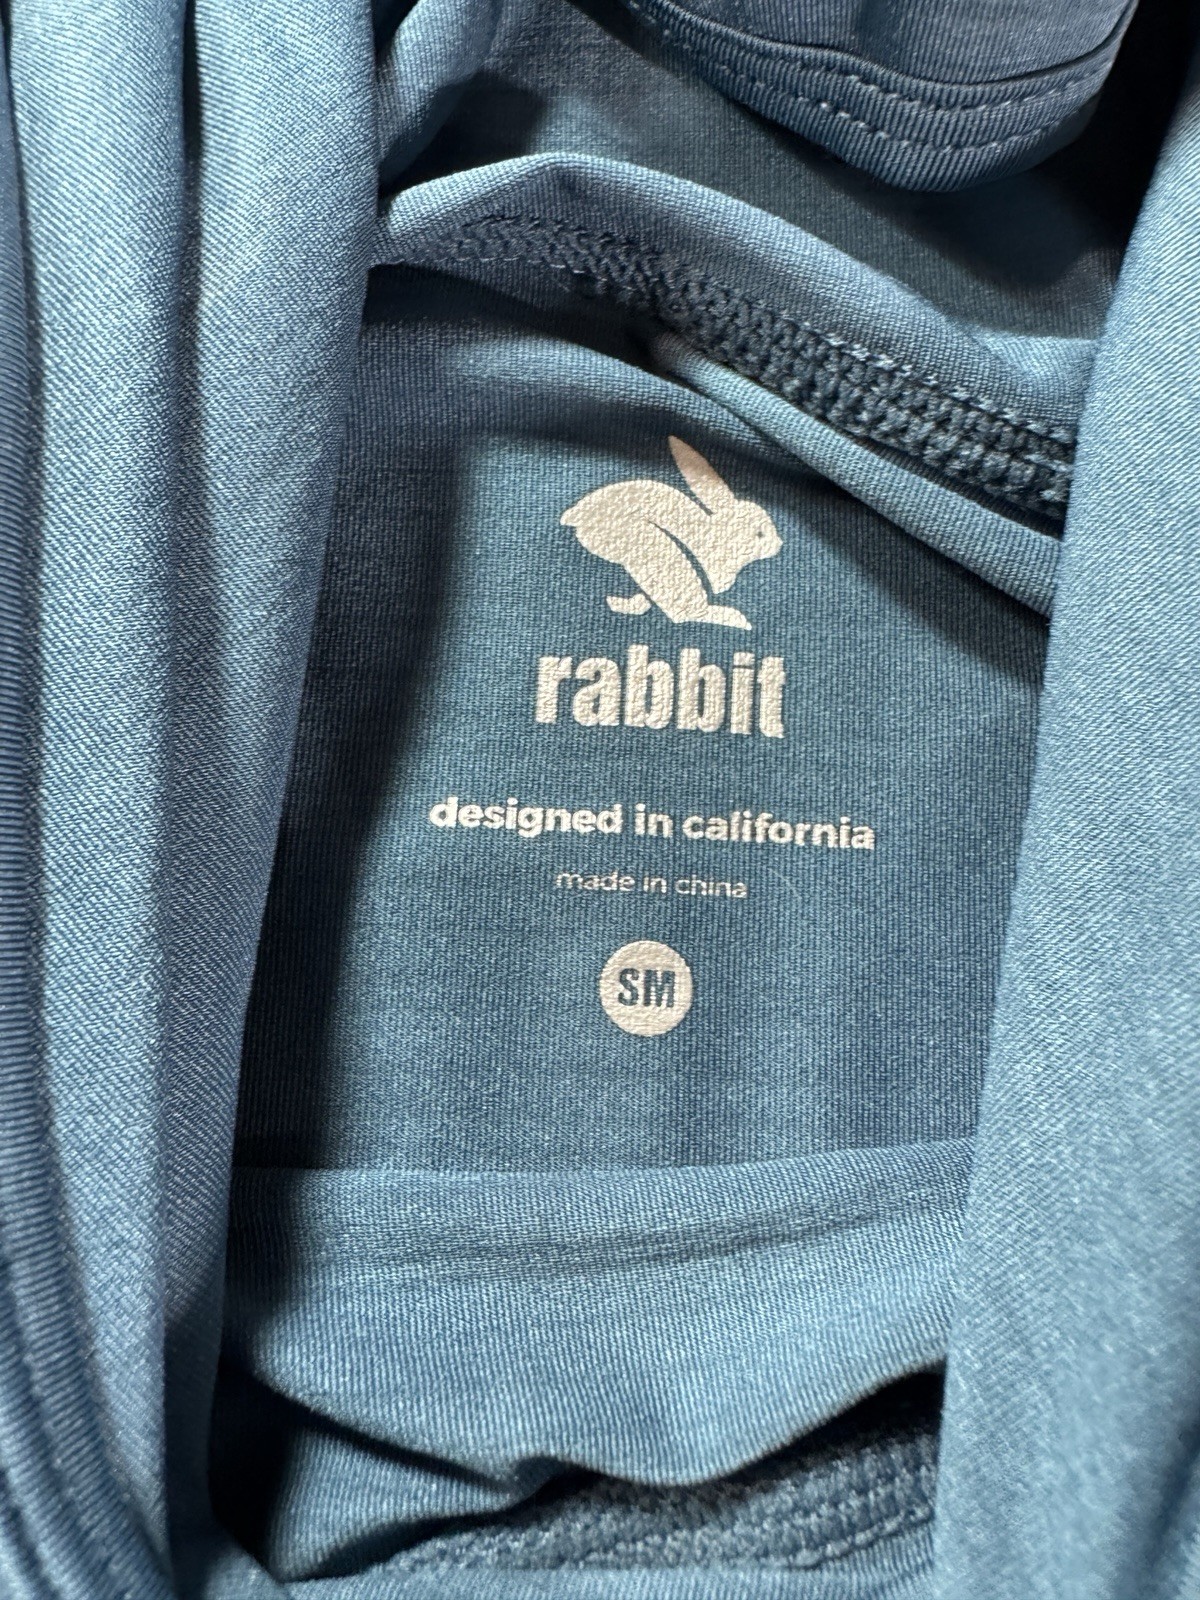 rabbit
designed in california
made in china
SM